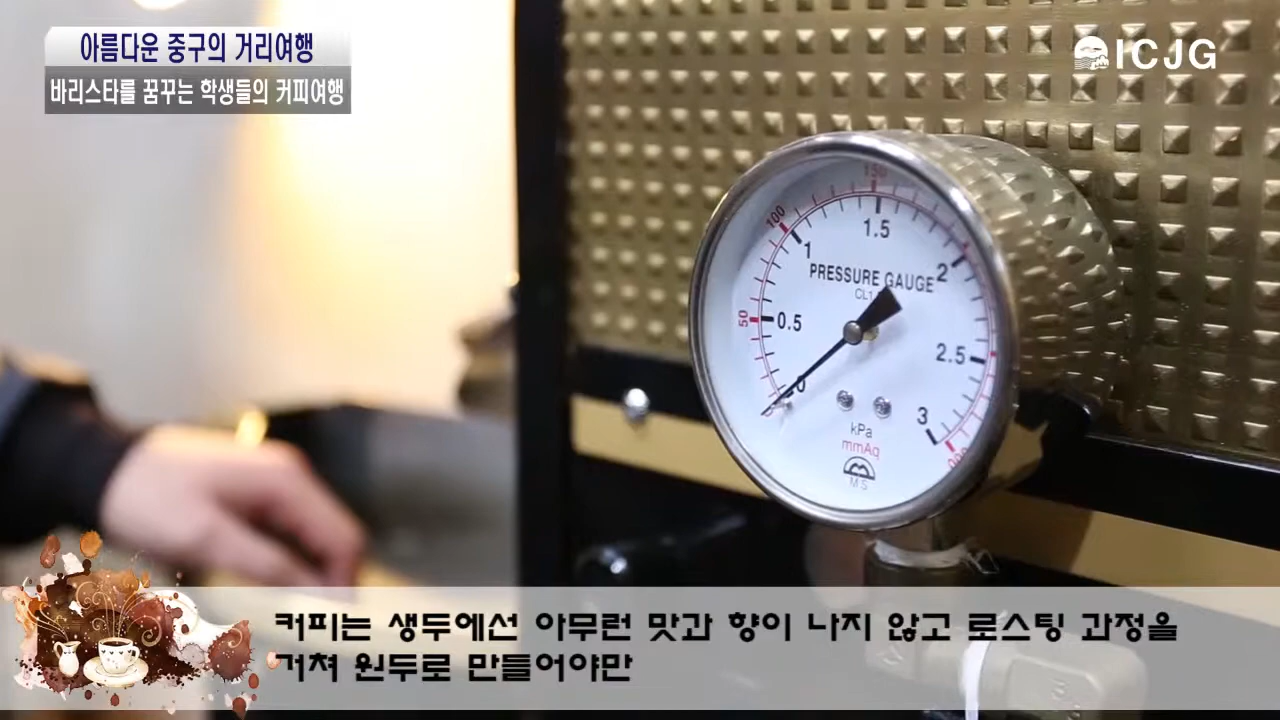 아름다운 중구의 거리여행
바리스타를 꿈꾸는 학생들의 커피여행
ICJG
150
100
1.5
1
2
PRESSURE GAUGE
50
0.5
2.5
0
3
kPa
mmAq
M S
커피는 생두에선 아무런 맛과 향이 나지 않고 로스팅 과정을
거쳐 원두로 만들어야만